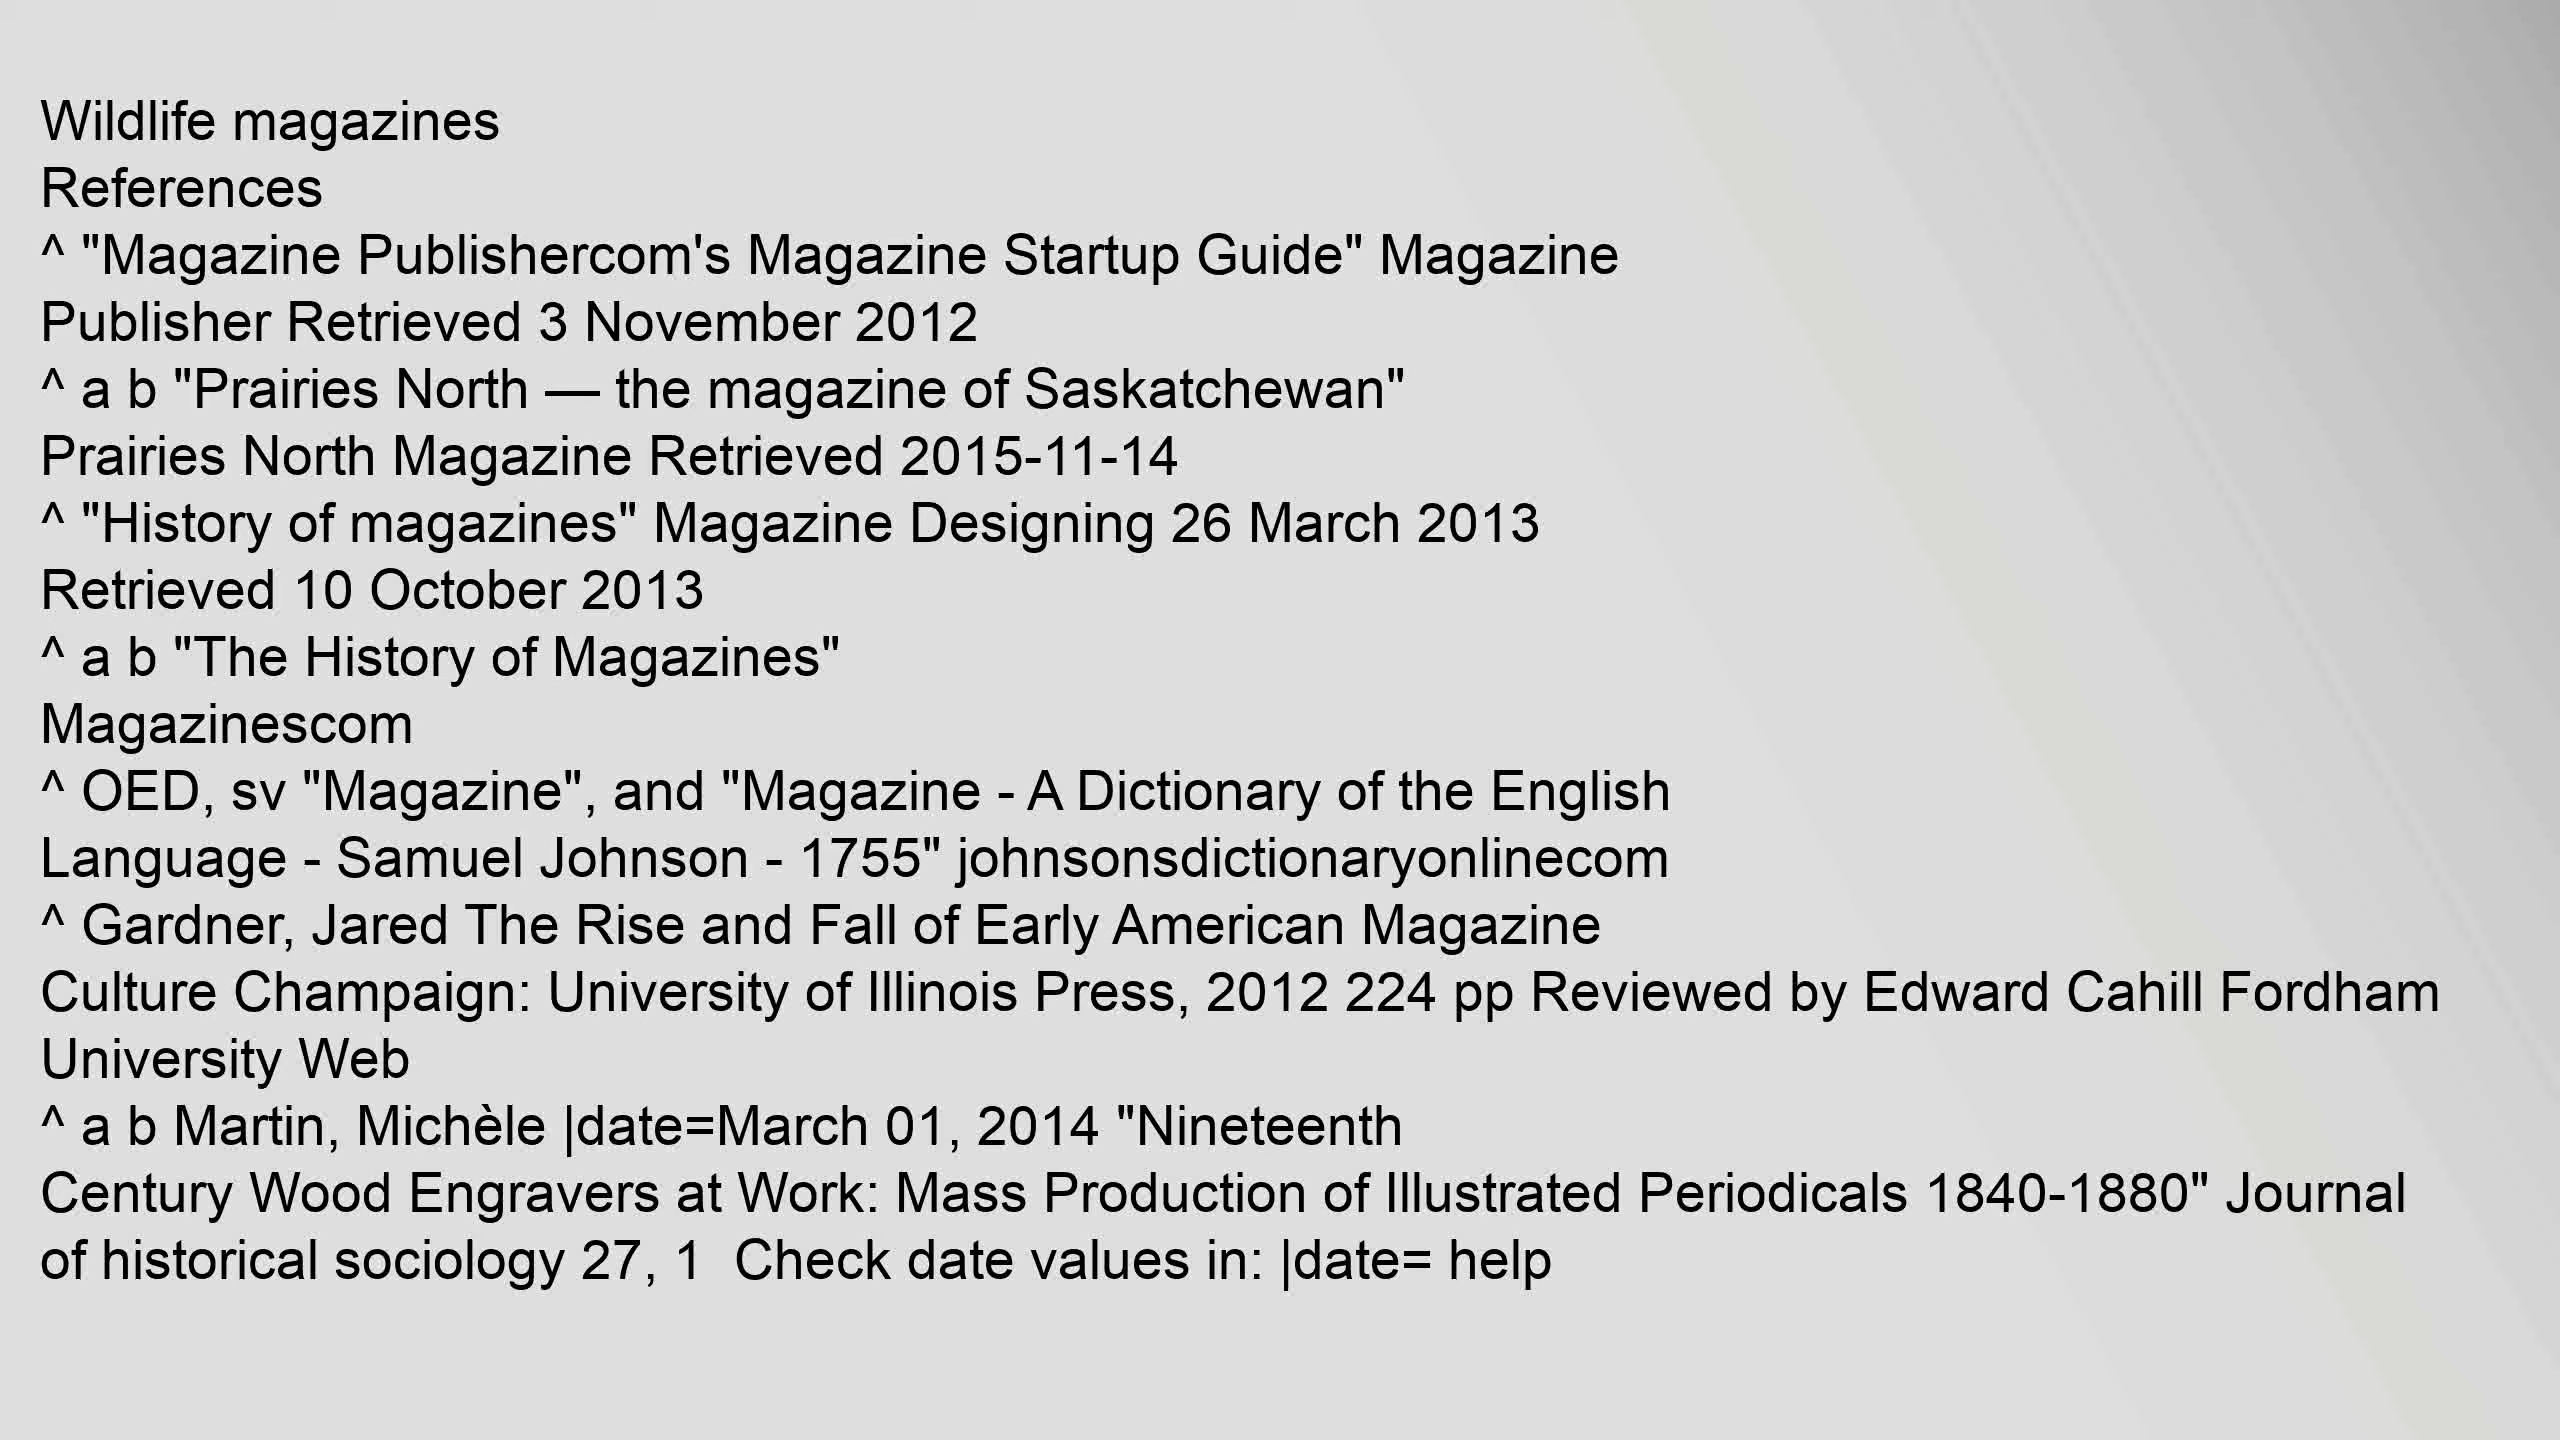 Wildlife magazines
References
^ "Magazine Publishercom's Magazine Startup Guide" Magazine
Publisher Retrieved 3 November 2012
^ a b "Prairies North — the magazine of Saskatchewan"
Prairies North Magazine Retrieved 2015-11-14
^ "History of magazines" Magazine Designing 26 March 2013
Retrieved 10 October 2013
^ a b "The History of Magazines"
Magazinescom
^ OED, sv "Magazine", and "Magazine - A Dictionary of the English
Language - Samuel Johnson - 1755" johnsonsdictionaryonlinecom
^ Gardner, Jared The Rise and Fall of Early American Magazine
Culture Champaign: University of Illinois Press, 2012 224 pp Reviewed by Edward Cahill Fordham
University Web
^ a b Martin, Michèle |date=March 01, 2014 "Nineteenth
Century Wood Engravers at Work: Mass Production of Illustrated Periodicals 1840-1880" Journal
of historical sociology 27, 1  Check date values in: |date= help